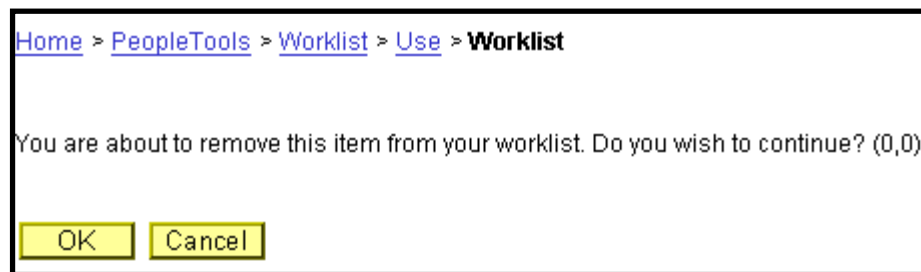 Home > PeopleTools > Worklist > Use > Worklist
You are about to remove this item from your worklist. Do you wish to continue? (0,0)
OK Cancel